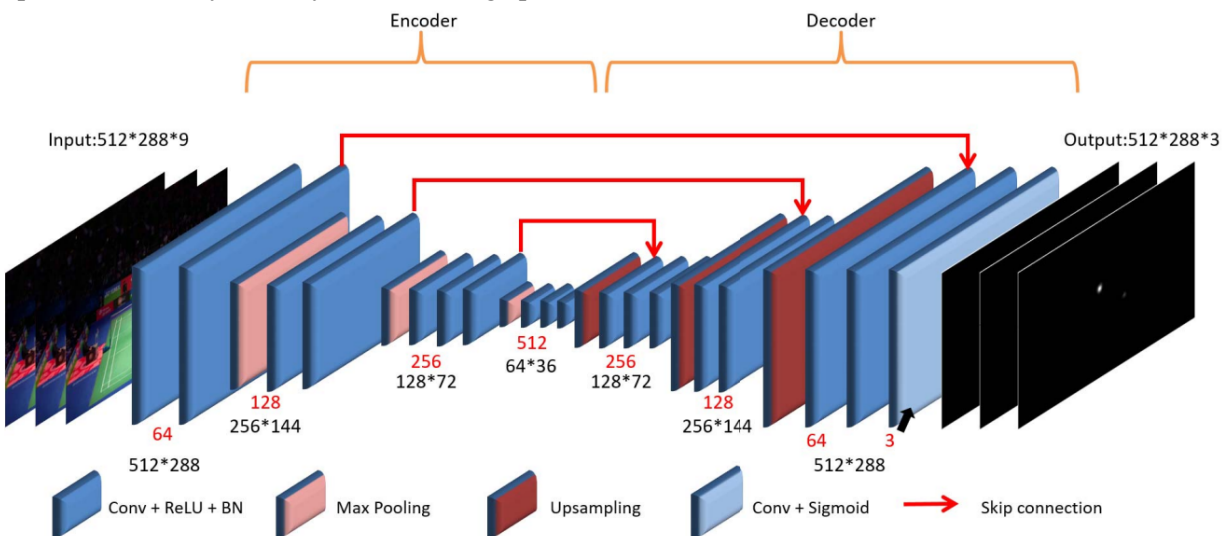 Encoder
Decoder
Input:512*288*9
Output:512*288*3
64
512*288
128
256*144
256
128*72
512
64*36
256
128*72
128
256*144
64
3
512*288
Conv + ReLU + BN
Max Pooling
Upsampling
Conv + Sigmoid
Skip connection